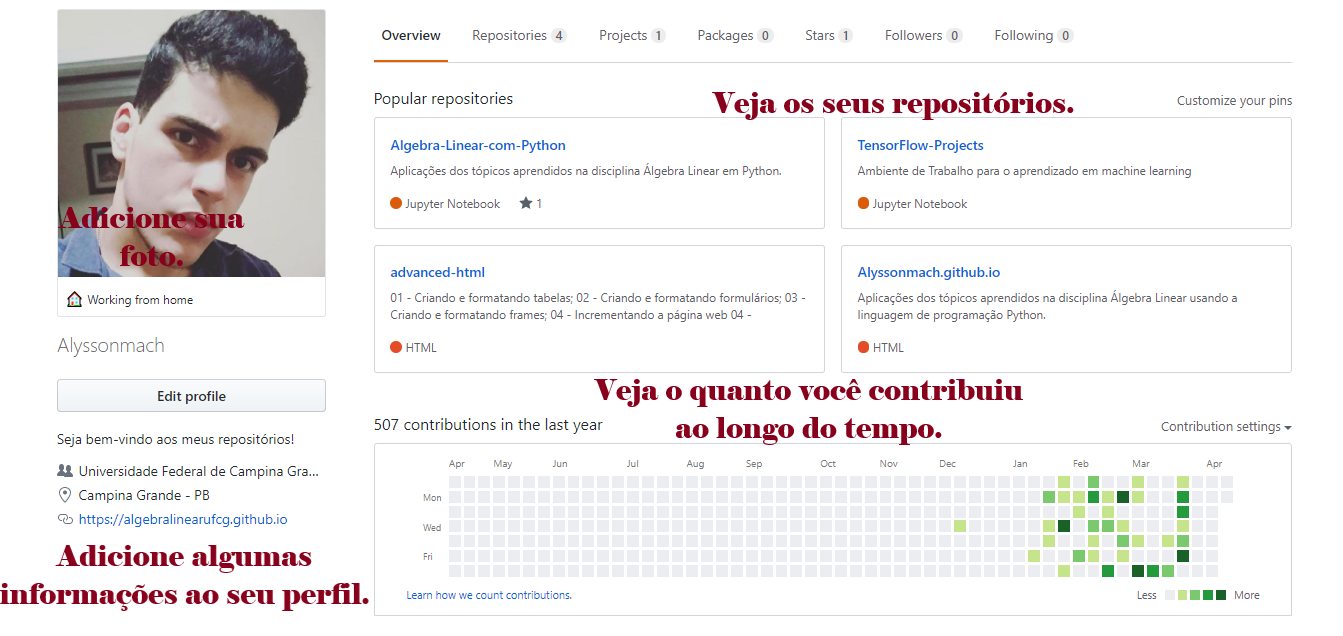 Overview Repositories 4 Projects 1 Packages 0 Stars 1 Followers 0 Following 0
Adicione sua
foto.
Working from home
Alyssonmach
Edit profile
Seja bem-vindo aos meus repositórios!
Universidade Federal de Campina Gra...
Campina Grande - PB
https://algebralinearufcg.github.io
Adicione algumas
informações ao seu perfil.
Popular repositories
Veja os seus repositórios.
Customize your pins
Algebra-Linear-com-Python
Aplicações dos tópicos aprendidos na disciplina Álgebra Linear em Python.
Jupyter Notebook 1
TensorFlow-Projects
Ambiente de Trabalho para o aprendizado em machine learning
Jupyter Notebook
advanced-html
01 - Criando e formatando tabelas; 02 - Criando e formatando formulários; 03 -
Criando e formatando frames; 04 - Incrementando a página web 04 -
HTML
Alyssonmach.github.io
Aplicações dos tópicos aprendidos na disciplina Álgebra Linear usando a
linguagem de programação Python.
HTML
Veja o quanto você contribuiu
ao longo do tempo.
507 contributions in the last year
Contribution settings
Apr May Jun Jul Aug Sep Oct Nov Dec Jan Feb Mar Apr
Mon
Wed
Fri
Learn how we count contributions.
Less More